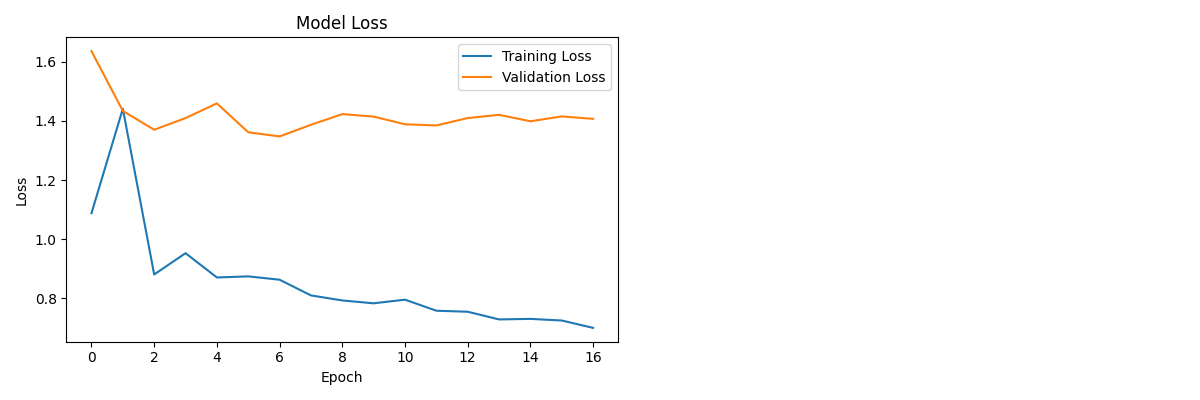 Model Loss
Training Loss
Validation Loss
1.6
1.4
1.2
1.0
0.8
Loss
0 2 4 6 8 10 12 14 16
Epoch